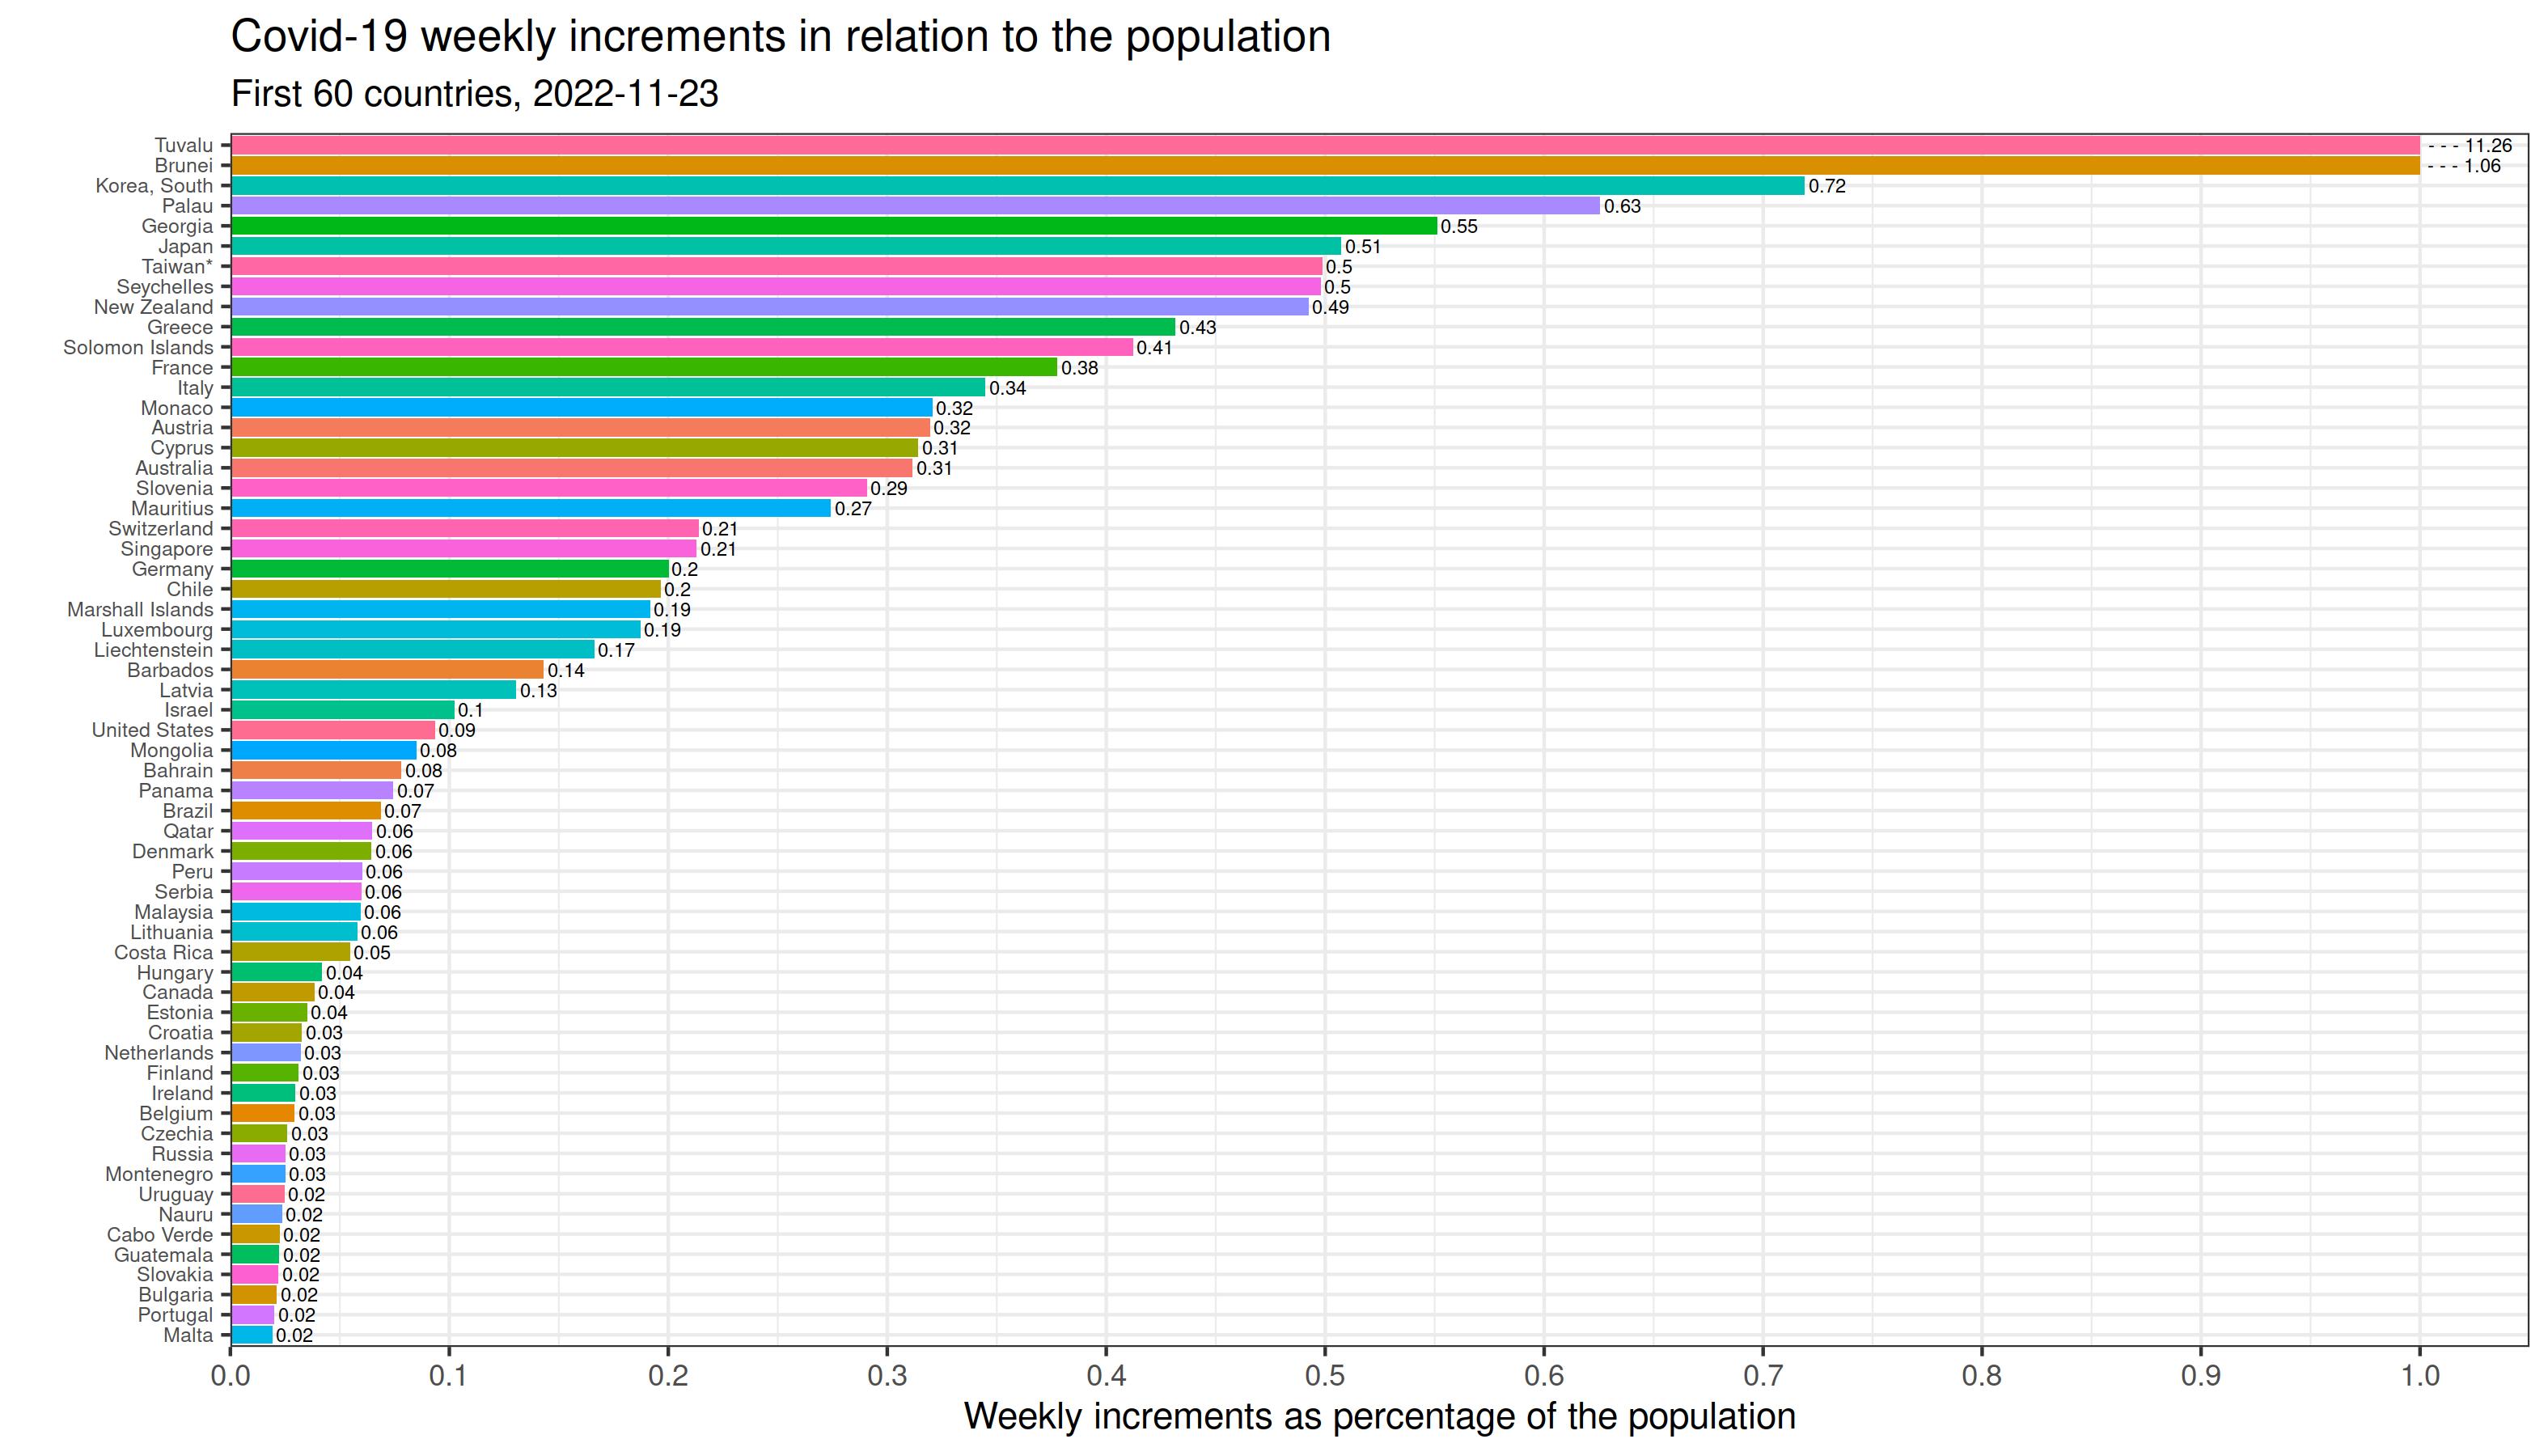 Covid-19 weekly increments in relation to the population
First 60 countries, 2022-11-23
Tuvalu - - - 11.26
Brunei - - - 1.06
Korea, South 0.72
Palau 0.63
Georgia 0.55
Japan 0.51
Taiwan* 0.5
Seychelles 0.5
New Zealand 0.49
Greece 0.43
Solomon Islands 0.41
France 0.38
Italy 0.34
Monaco 0.32
Austria 0.32
Cyprus 0.31
Australia 0.31
Slovenia 0.29
Mauritius 0.27
Switzerland 0.21
Singapore 0.21
Germany 0.2
Chile 0.2
Marshall Islands 0.19
Luxembourg 0.19
Liechtenstein 0.17
Barbados 0.14
Latvia 0.13
Israel 0.1
United States 0.09
Mongolia 0.08
Bahrain 0.08
Panama 0.07
Brazil 0.07
Qatar 0.06
Denmark 0.06
Peru 0.06
Serbia 0.06
Malaysia 0.06
Lithuania 0.06
Costa Rica 0.05
Hungary 0.04
Canada 0.04
Estonia 0.04
Croatia 0.03
Netherlands 0.03
Finland 0.03
Ireland 0.03
Belgium 0.03
Czechia 0.03
Russia 0.03
Montenegro 0.03
Uruguay 0.02
Nauru 0.02
Cabo Verde 0.02
Guatemala 0.02
Slovakia 0.02
Bulgaria 0.02
Portugal 0.02
Malta 0.02
0.0 0.1 0.2 0.3 0.4 0.5 0.6 0.7 0.8 0.9 1.0
Weekly increments as percentage of the population